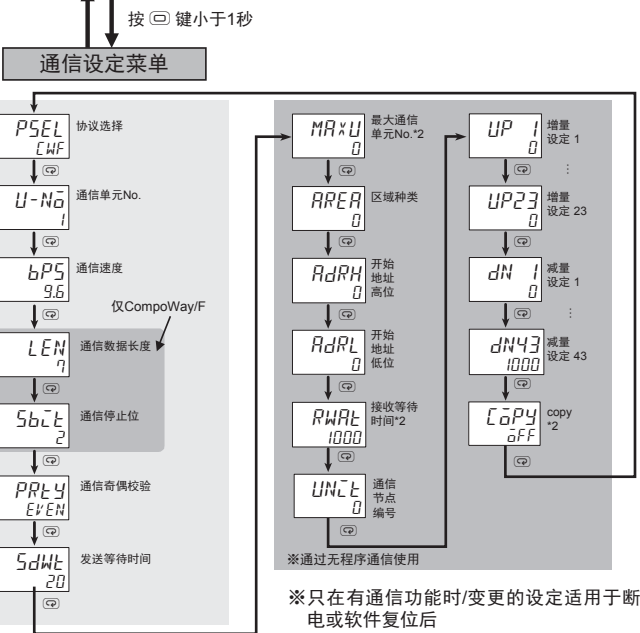 按 键小于1秒
通信设定菜单
PSEL
CWF
协议选择
U-No
1
通信单元No.
bPS
9.6
通信速度
仅CompoWay/F
LEN
7
通信数据长度
Sbit
2
通信停止位
PRty
EVEN
通信奇偶校验
SdWt
20
发送等待时间
MAxU
0
最大通信
单元No.*2
AREA
0
区域种类
AdRH
0
开始
地址
高位
AdRL
0
开始
地址
低位
RWAt
1000
接收等待
时间*2
UNit
0
通信
节点
编号
※通过无程序通信使用
UP 1
0
增量
设定 1
⋮
UP23
0
增量
设定 23
dN 1
0
减量
设定 1
⋮
dN43
1000
减量
设定 43
CoPY
oFF
copy
*2
※只在有通信功能时/变更的设定适用于断
电或软件复位后